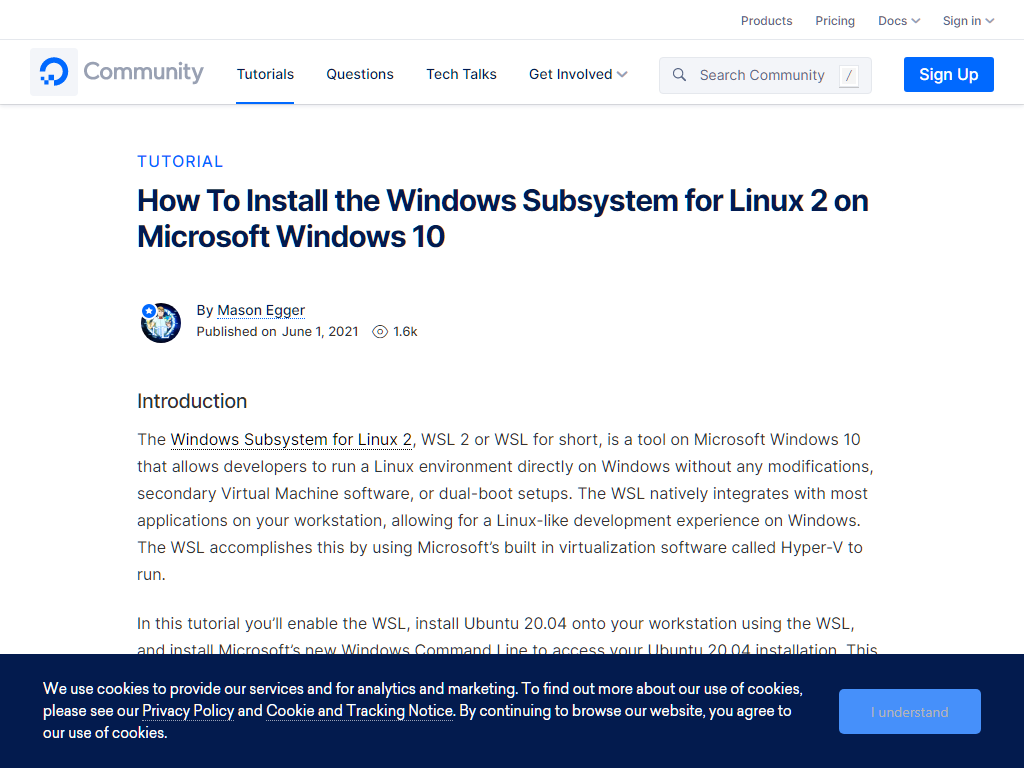 Products Pricing Docs Sign in
Community Tutorials Questions Tech Talks Get Involved Search Community / Sign Up
TUTORIAL
How To Install the Windows Subsystem for Linux 2 on
Microsoft Windows 10
By Mason Egger
Published on June 1, 2021 1.6k
Introduction
The Windows Subsystem for Linux 2, WSL 2 or WSL for short, is a tool on Microsoft Windows 10
that allows developers to run a Linux environment directly on Windows without any modifications,
secondary Virtual Machine software, or dual-boot setups. The WSL natively integrates with most
applications on your workstation, allowing for a Linux-like development experience on Windows.
The WSL accomplishes this by using Microsoft’s built in virtualization software called Hyper-V to
run.
In this tutorial you’ll enable the WSL, install Ubuntu 20.04 onto your workstation using the WSL,
and install Microsoft’s new Windows Command Line to access your Ubuntu 20.04 installation. This
We use cookies to provide our services and for analytics and marketing. To find out more about our use of cookies,
please see our Privacy Policy and Cookie and Tracking Notice. By continuing to browse our website, you agree to
our use of cookies.
I understand